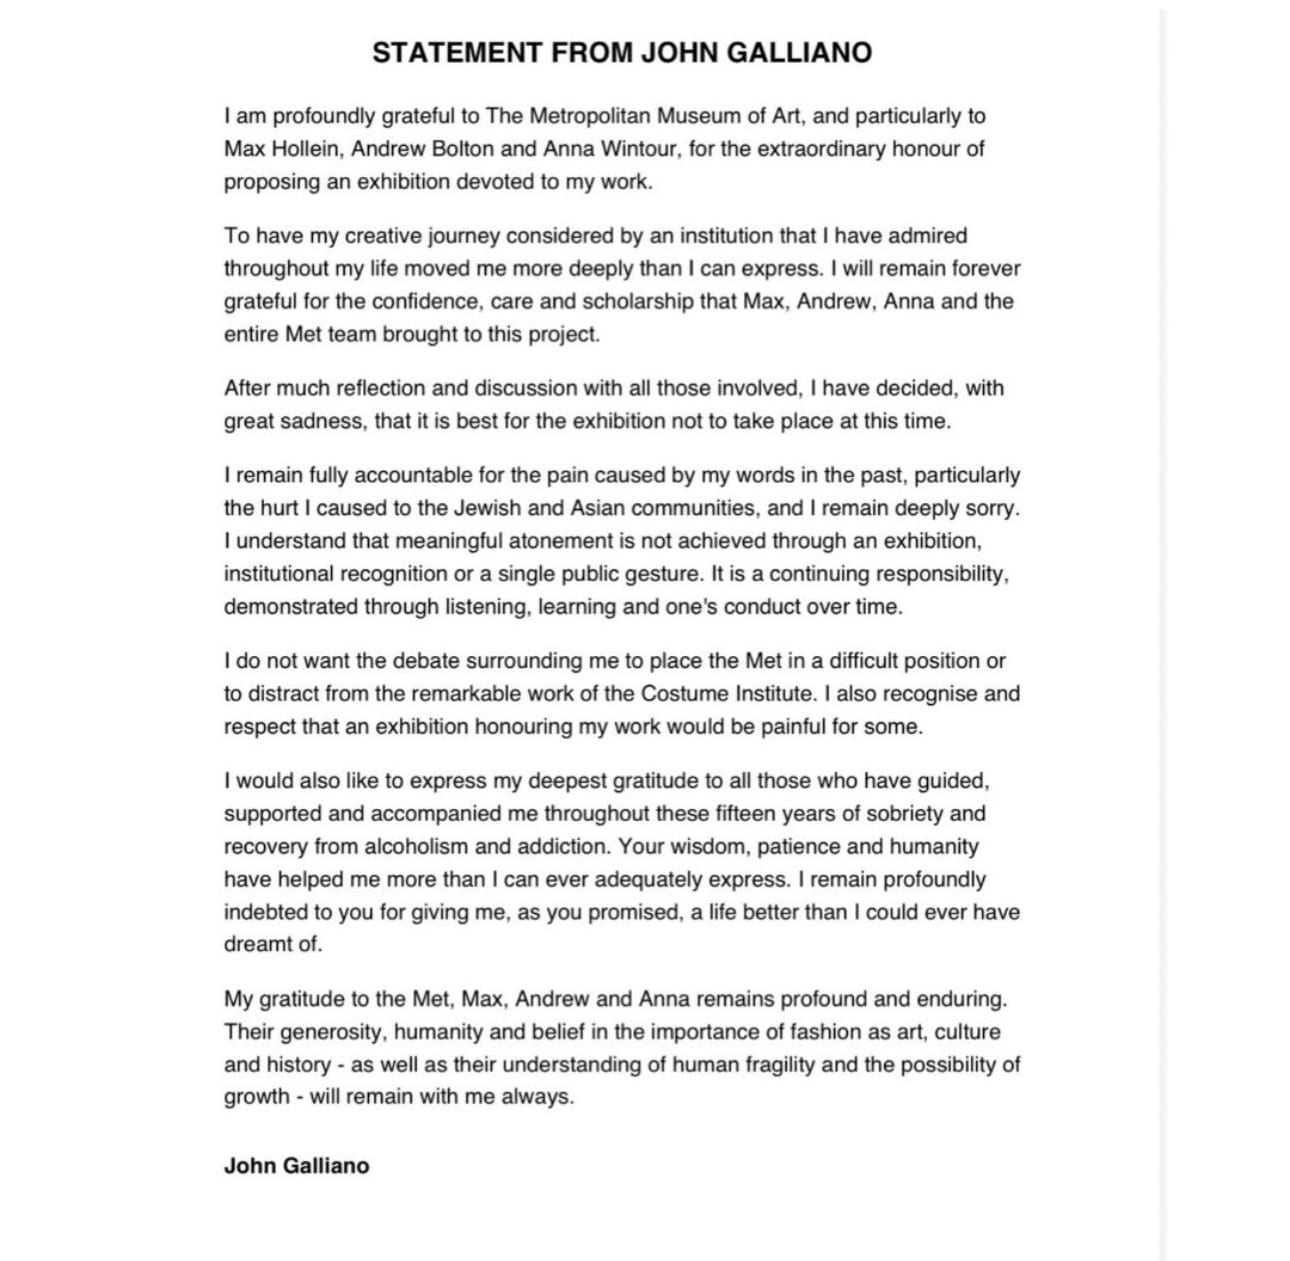 STATEMENT FROM JOHN GALLIANO
I am profoundly grateful to The Metropolitan Museum of Art, and particularly to
Max Hollein, Andrew Bolton and Anna Wintour, for the extraordinary honour of
proposing an exhibition devoted to my work.
To have my creative journey considered by an institution that I have admired
throughout my life moved me more deeply than I can express. I will remain forever
grateful for the confidence, care and scholarship that Max, Andrew, Anna and the
entire Met team brought to this project.
After much reflection and discussion with all those involved, I have decided, with
great sadness, that it is best for the exhibition not to take place at this time.
I remain fully accountable for the pain caused by my words in the past, particularly
the hurt I caused to the Jewish and Asian communities, and I remain deeply sorry.
I understand that meaningful atonement is not achieved through an exhibition,
institutional recognition or a single public gesture. It is a continuing responsibility,
demonstrated through listening, learning and one's conduct over time.
I do not want the debate surrounding me to place the Met in a difficult position or
to distract from the remarkable work of the Costume Institute. I also recognise and
respect that an exhibition honouring my work would be painful for some.
I would also like to express my deepest gratitude to all those who have guided,
supported and accompanied me throughout these fifteen years of sobriety and
recovery from alcoholism and addiction. Your wisdom, patience and humanity
have helped me more than I can ever adequately express. I remain profoundly
indebted to you for giving me, as you promised, a life better than I could ever have
dreamt of.
My gratitude to the Met, Max, Andrew and Anna remains profound and enduring.
Their generosity, humanity and belief in the importance of fashion as art, culture
and history - as well as their understanding of human fragility and the possibility of
growth - will remain with me always.
John Galliano